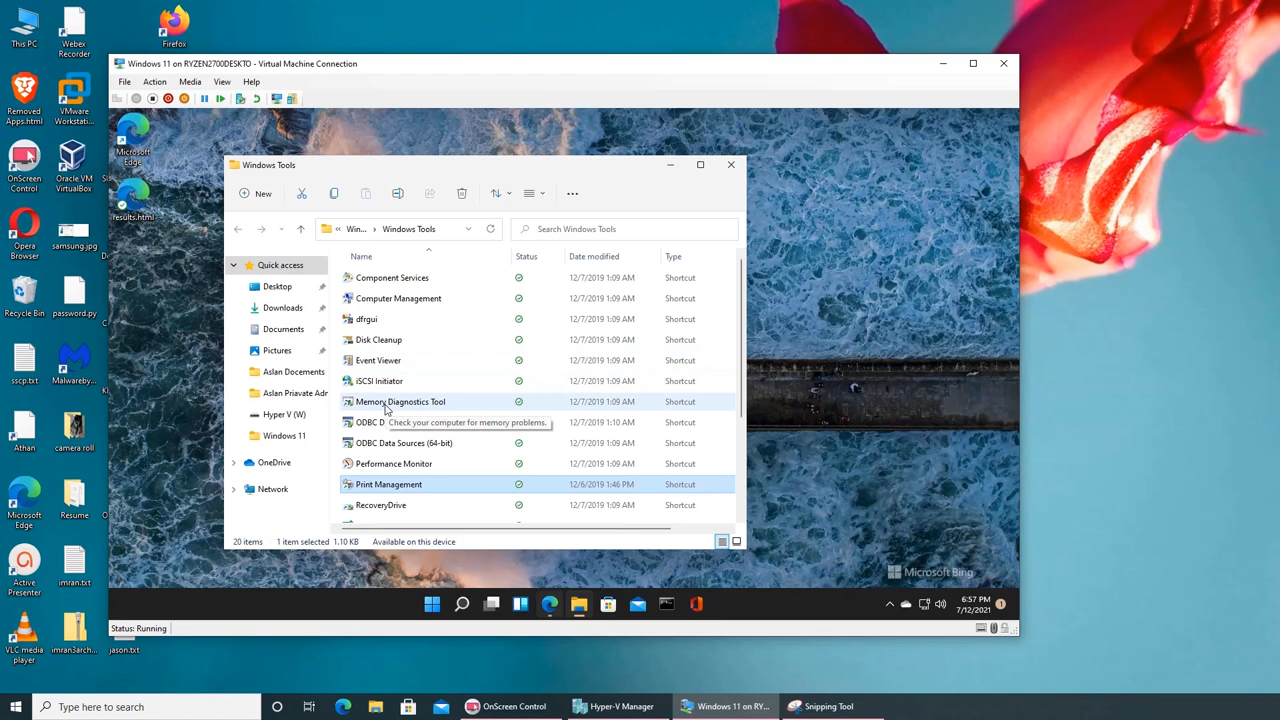 This PC
Webex
Recorder
Firefox
Removed
Apps.html
VMware
Workstati...
OnScreen
Control
Oracle VM
VirtualBox
Opera
Browser
samsung.jpg
Recycle Bin
password.py
sscp.txt
Malwareby...
Athan
camera roll
Microsoft
Edge
Resume
Active
Presenter
imran.txt
VLC media
player
imran3arch...
jason.txt
Windows 11 on RYZEN2700DESKTO - Virtual Machine Connection
File Action Media View Help
Microsoft
Edge
results.html
Windows Tools
New
« Win... > Windows Tools
Search Windows Tools
Name Status Date modified Type
Quick access
Desktop
Downloads
Documents
Pictures
Aslan Docements
Aslan Priavate Adr
Hyper V (W)
Windows 11
OneDrive
Network
Component Services 12/7/2019 1:09 AM Shortcut
Computer Management 12/7/2019 1:09 AM Shortcut
dfrgui 12/7/2019 1:09 AM Shortcut
Disk Cleanup 12/7/2019 1:09 AM Shortcut
Event Viewer 12/7/2019 1:09 AM Shortcut
iSCSI Initiator 12/7/2019 1:09 AM Shortcut
Memory Diagnostics Tool 12/7/2019 1:09 AM Shortcut
ODBC D 12/7/2019 1:10 AM Shortcut
Check your computer for memory problems.
ODBC Data Sources (64-bit) 12/7/2019 1:09 AM Shortcut
Performance Monitor 12/7/2019 1:09 AM Shortcut
Print Management 12/6/2019 1:46 PM Shortcut
RecoveryDrive 12/7/2019 1:09 AM Shortcut
20 items 1 item selected 1.10 KB Available on this device
Microsoft Bing
6:57 PM
7/12/2021
1
Status: Running
Type here to search
OnScreen Control
Hyper-V Manager
Windows 11 on RY...
Snipping Tool